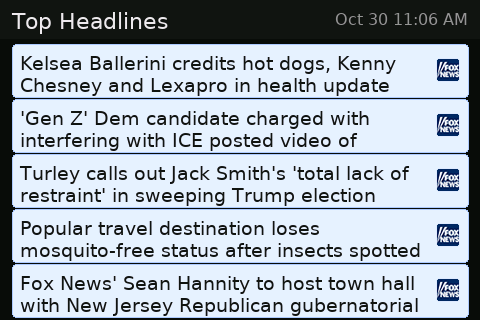 Top Headlines
Oct 30 11:06 AM
Kelsea Ballerini credits hot dogs, Kenny
Chesney and Lexapro in health update
FOX
NEWS
'Gen Z' Dem candidate charged with
interfering with ICE posted video of
FOX
NEWS
Turley calls out Jack Smith's 'total lack of
restraint' in sweeping Trump election
FOX
NEWS
Popular travel destination loses
mosquito-free status after insects spotted
FOX
NEWS
Fox News' Sean Hannity to host town hall
with New Jersey Republican gubernatorial
FOX
NEWS